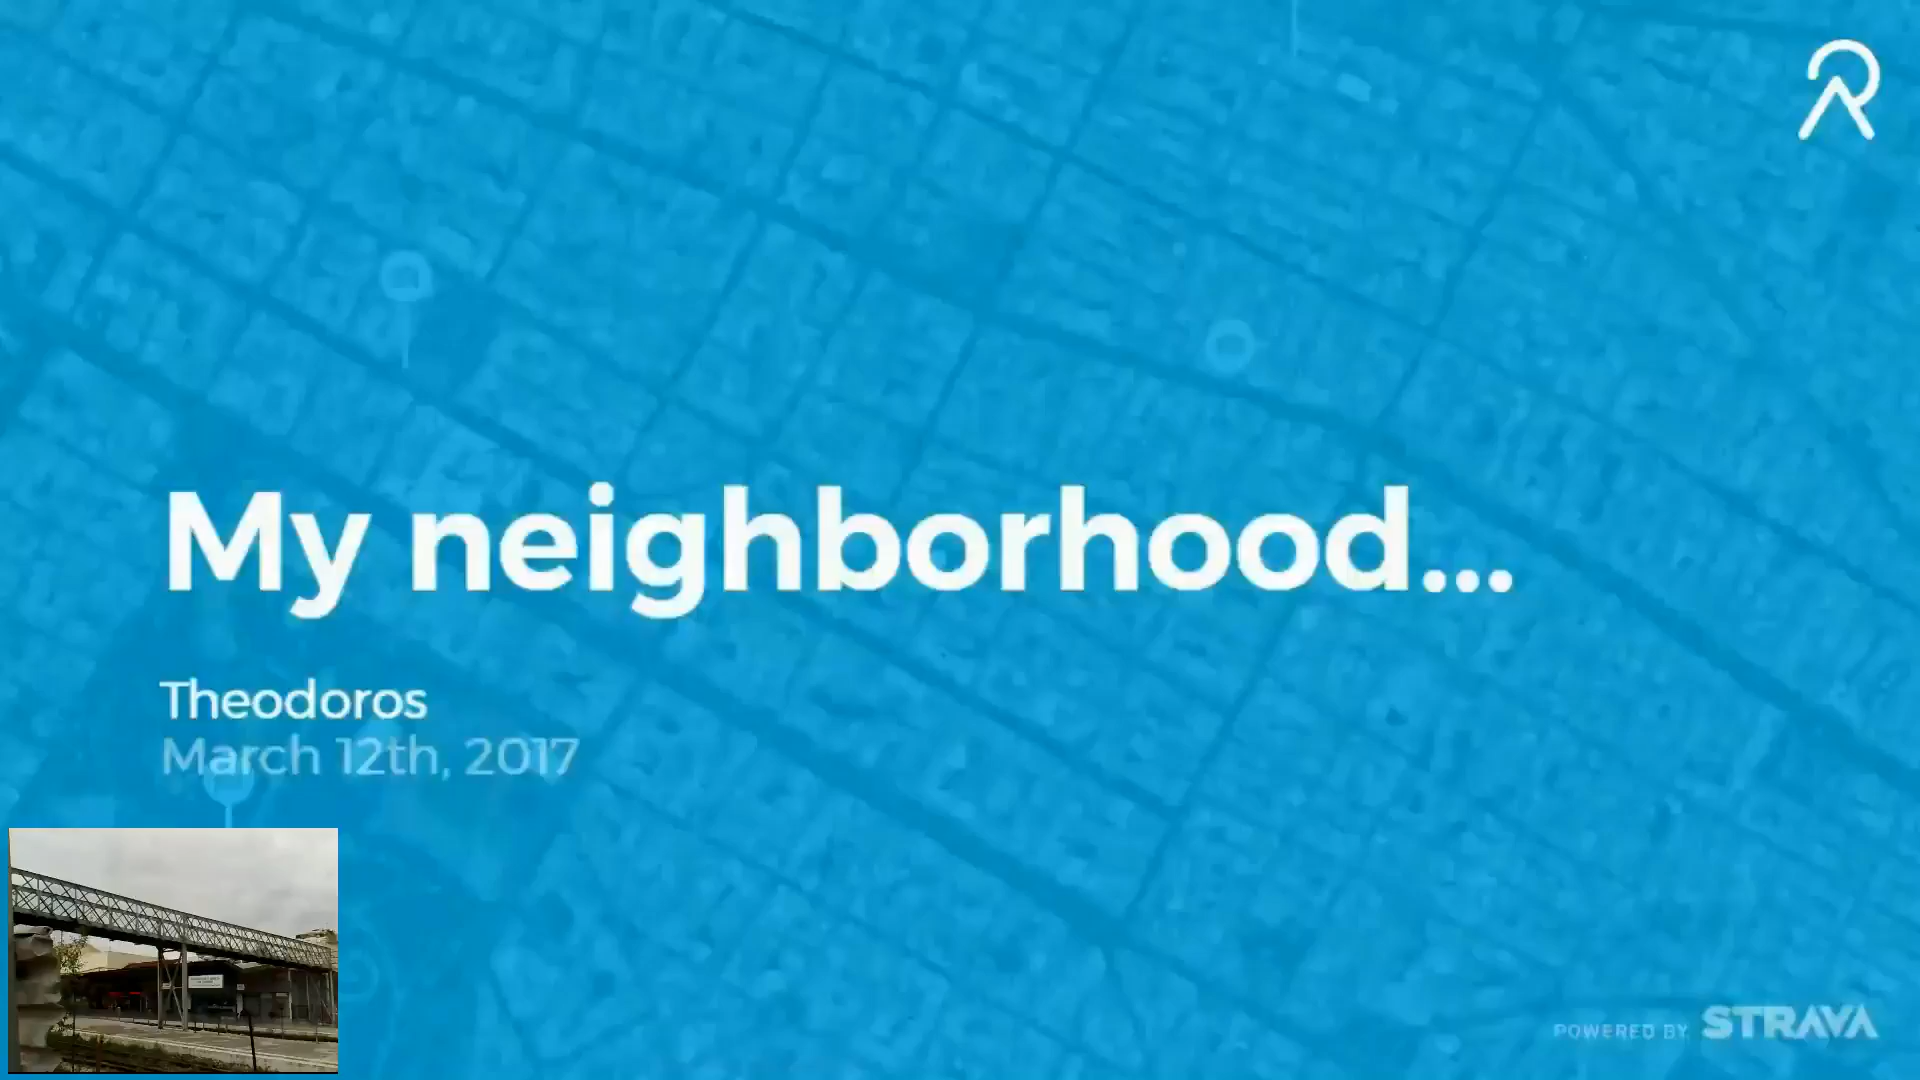 My neighborhood...
Theodoros
March 12th, 2017
POWERED BY STRAVA